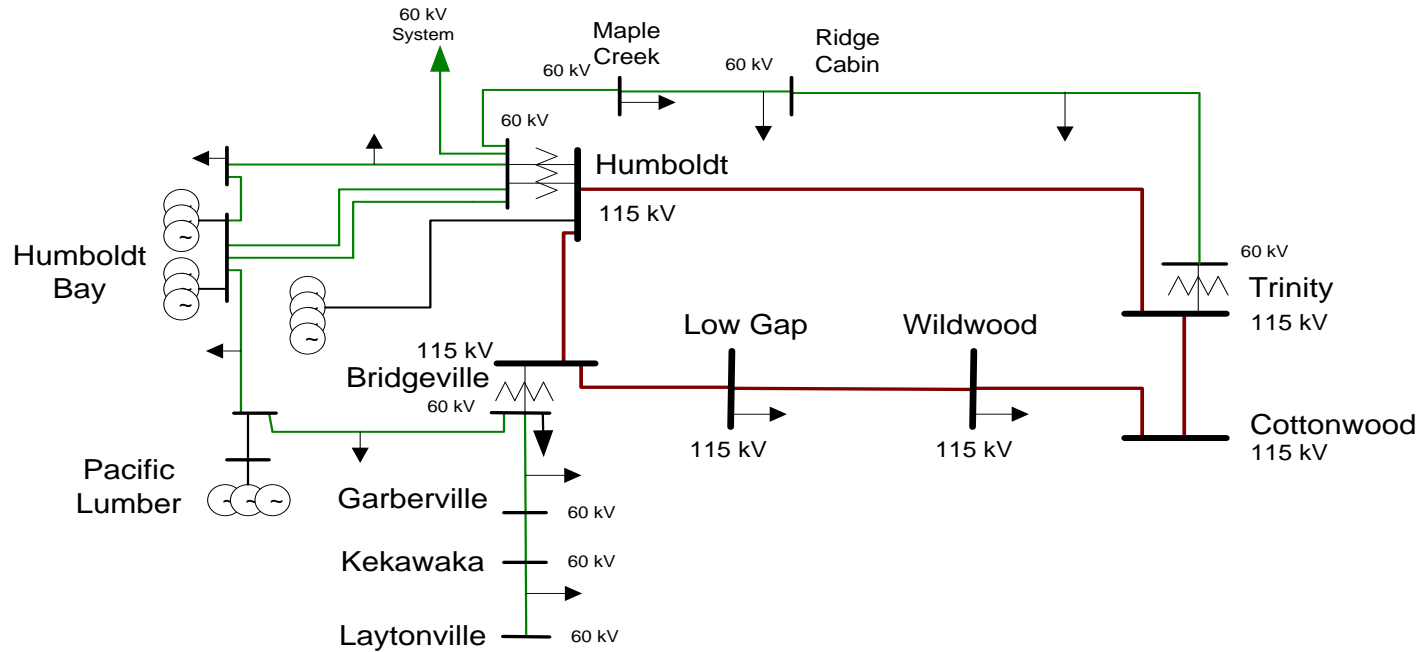 60 kV
System
Maple
Creek
Ridge
Cabin
60 kV
60 kV
60 kV
Humboldt
115 kV
Humboldt
Bay
~
~
~
60 kV
Trinity
115 kV
Low Gap
Wildwood
115 kV
Bridgeville
60 kV
115 kV
115 kV
Cottonwood
115 kV
Pacific
Lumber
~ ~ ~
Garberville
60 kV
Kekawaka
60 kV
Laytonville
60 kV